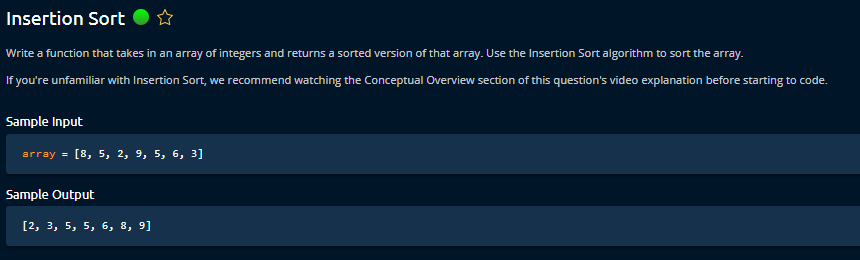 Insertion Sort
Write a function that takes in an array of integers and returns a sorted version of that array. Use the Insertion Sort algorithm to sort the array.
If you're unfamiliar with Insertion Sort, we recommend watching the Conceptual Overview section of this question's video explanation before starting to code.
Sample Input
array = [8, 5, 2, 9, 5, 6, 3]
Sample Output
[2, 3, 5, 5, 6, 8, 9]